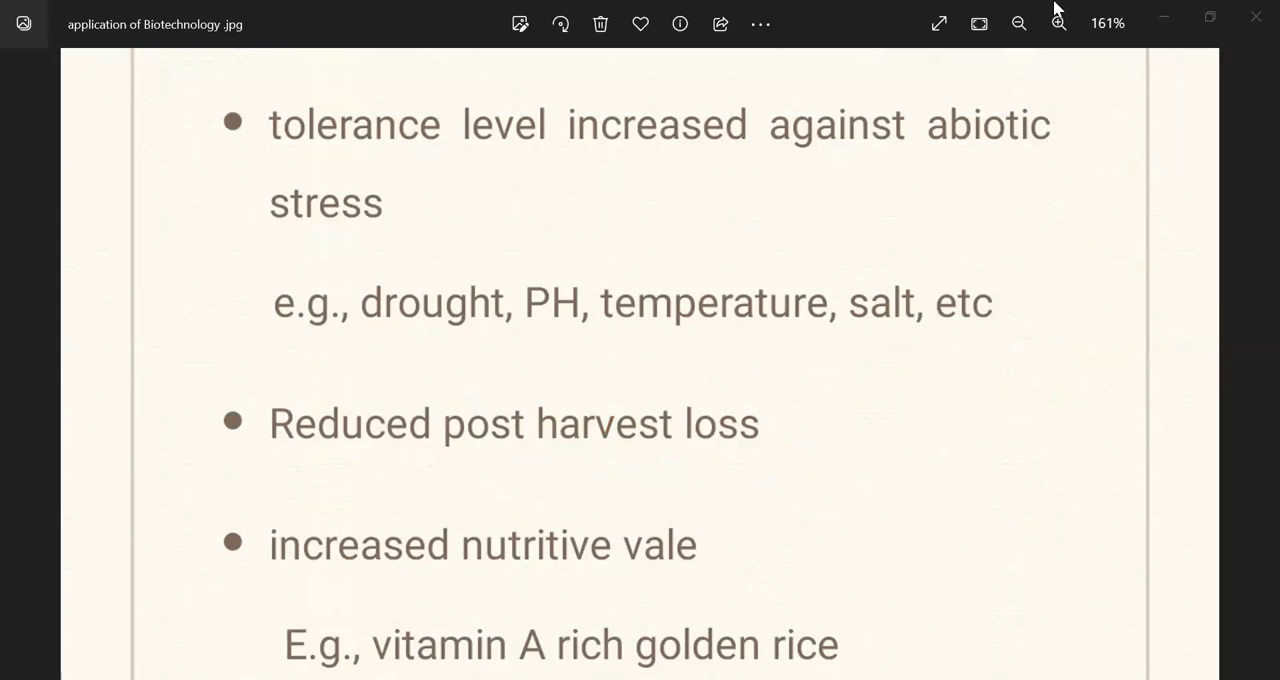 application of Biotechnology .jpg
161%
tolerance level increased against abiotic
stress
e.g., drought, PH, temperature, salt, etc
Reduced post harvest loss
increased nutritive vale
E.g., vitamin A rich golden rice